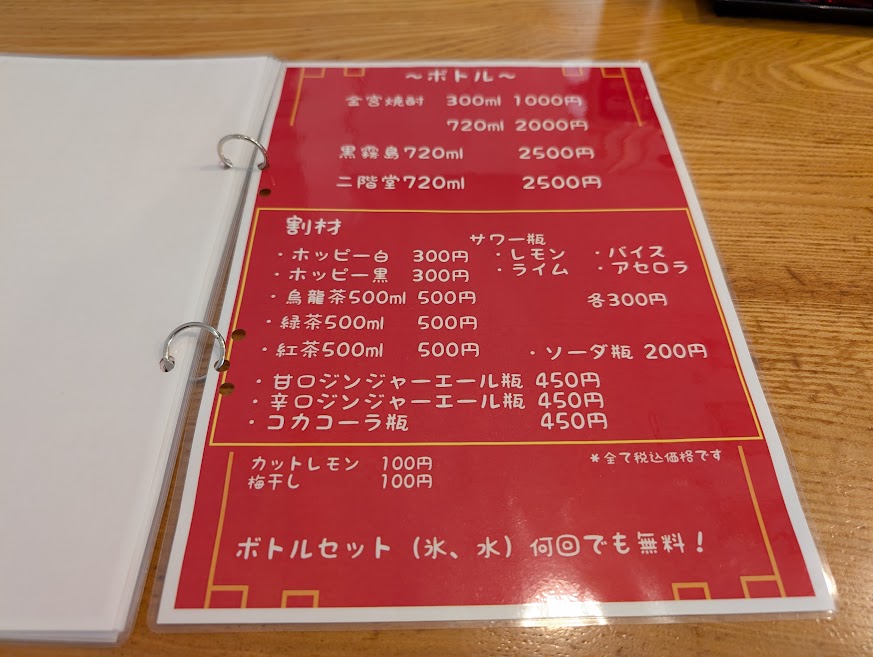 ～ボトル～
金宮焼酎 300ml 1000円
720ml 2000円
黒霧島720ml 2500円
二階堂720ml 2500円
割材
・ホッピー白 300円
・ホッピー黒 300円
・烏龍茶500ml 500円
・緑茶500ml 500円
・紅茶500ml 500円
サワー瓶
・レモン ・バイス
・ライム ・アセロラ
各300円
・ソーダ瓶 200円
・甘口ジンジャーエール瓶 450円
・辛口ジンジャーエール瓶 450円
・コカコーラ瓶 450円
カットレモン 100円
梅干し 100円
＊全て税込価格です
ボトルセット（氷、水）何回でも無料！